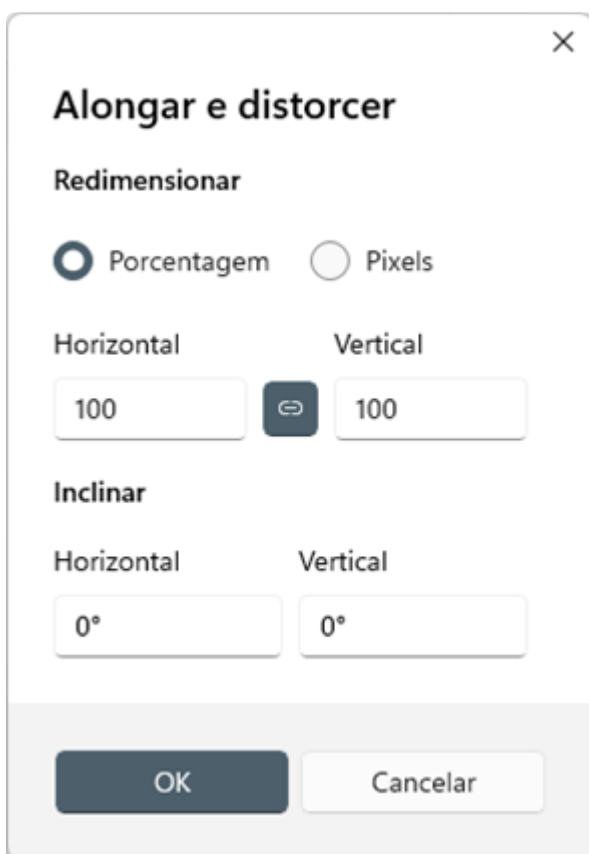 Alongar e distorcer
Redimensionar
Porcentagem Pixels
Horizontal Vertical
100 100
Inclinar
Horizontal Vertical
0° 0°
OK Cancelar